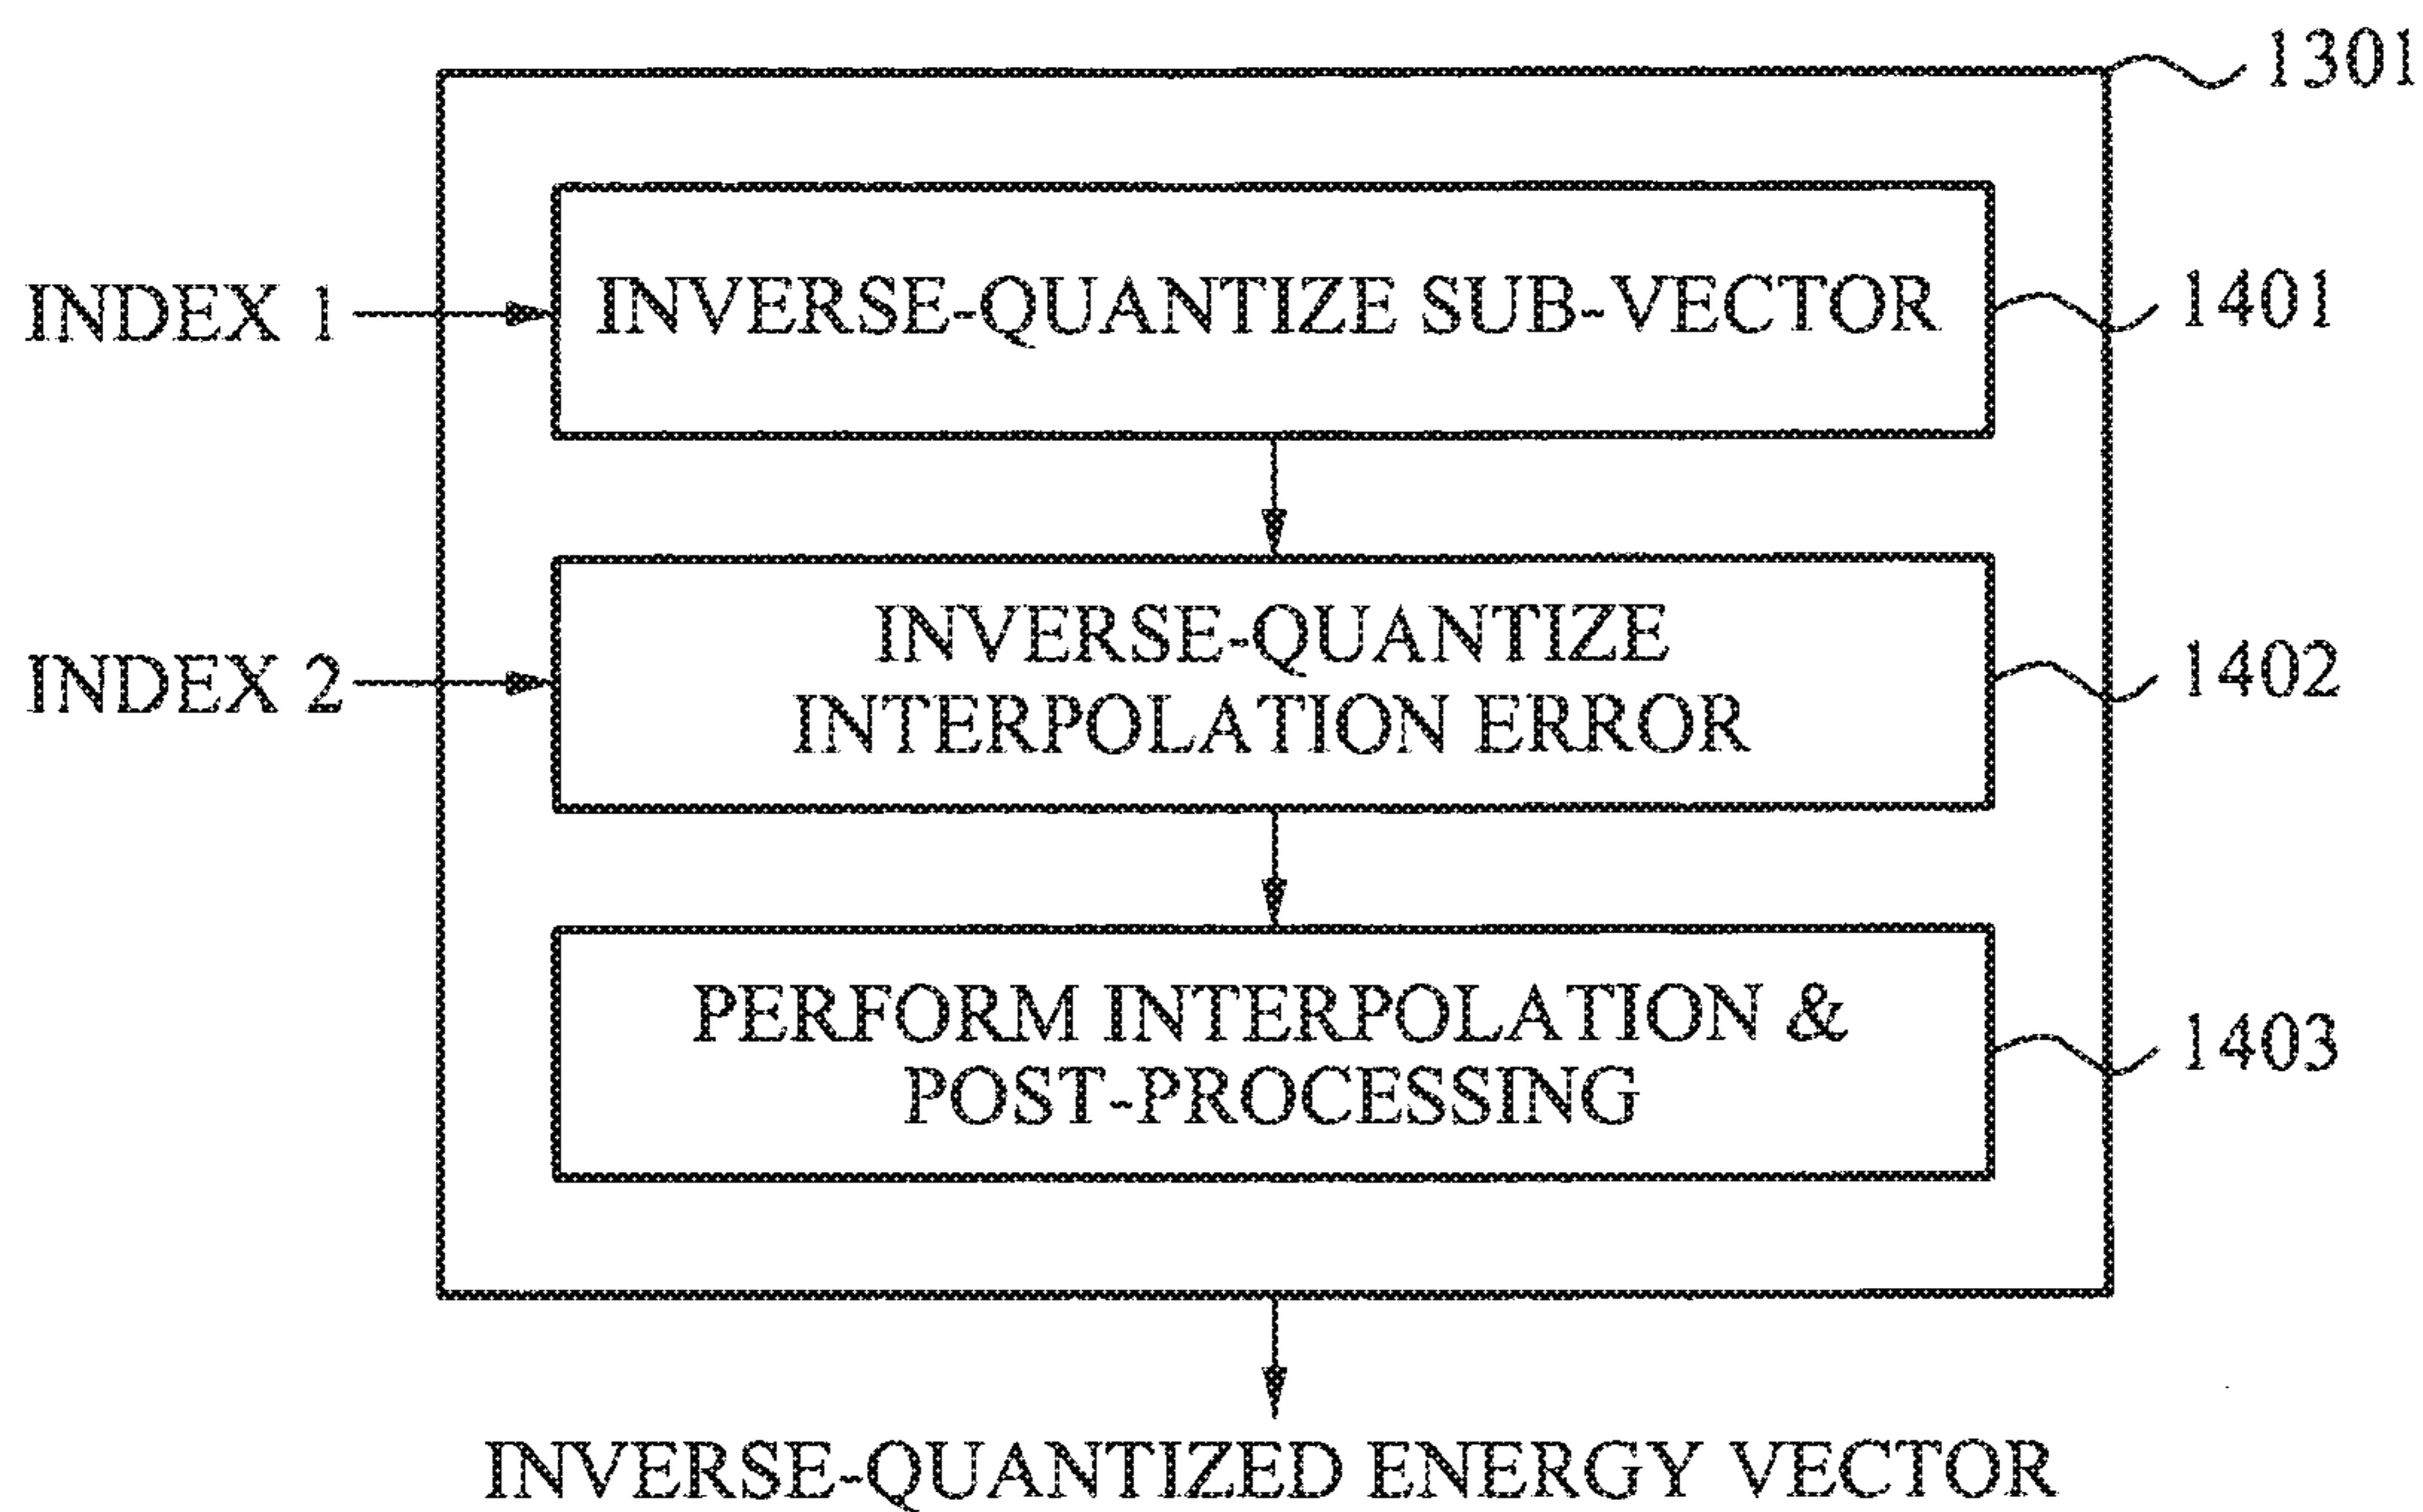 1301
INDEX 1
INVERSE-QUANTIZE SUB-VECTOR
1401
INDEX 2
INVERSE-QUANTIZE
INTERPOLATION ERROR
1402
PERFORM INTERPOLATION &
POST-PROCESSING
1403
INVERSE-QUANTIZED ENERGY VECTOR